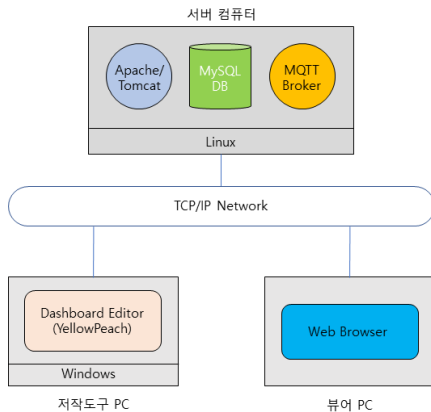 서버 컴퓨터
Apache/
Tomcat
MySQL
DB
MQTT
Broker
Linux
TCP/IP Network
Dashboard Editor
(YellowPeach)
Windows
저작도구 PC
Web Browser
뷰어 PC